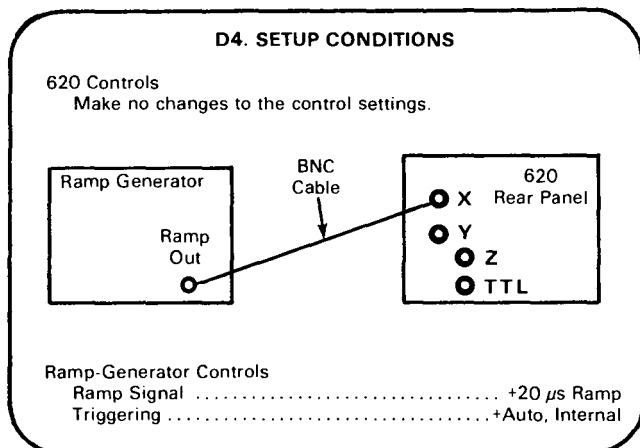 D4. SETUP CONDITIONS
620 Controls
Make no changes to the control settings.
Ramp Generator
Ramp
Out
BNC
Cable
620
Rear Panel
X
Y
Z
TTL
Ramp-Generator Controls
Ramp Signal .................................. +20 µs Ramp
Triggering ..................................... +Auto, Internal